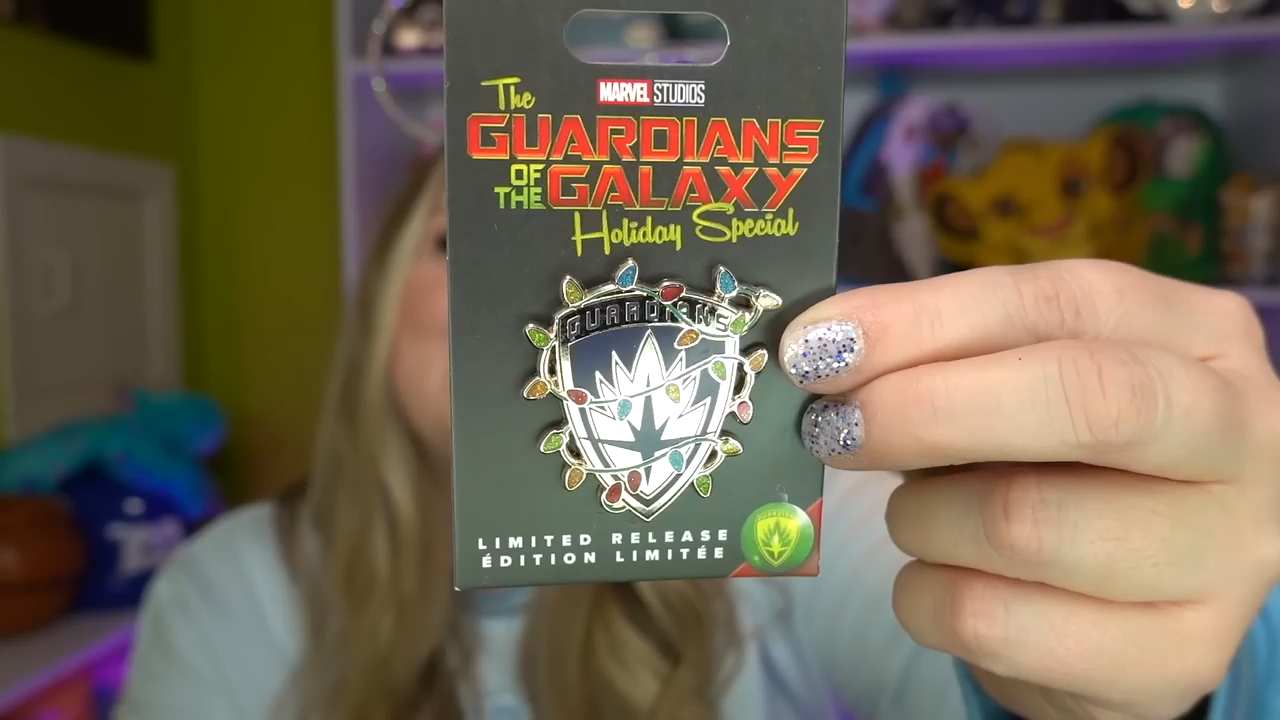 MARVEL STUDIOS
The
GUARDIANS
OF THE GALAXY
Holiday Special
GUARDIANS
LIMITED RELEASE
ÉDITION LIMITÉE